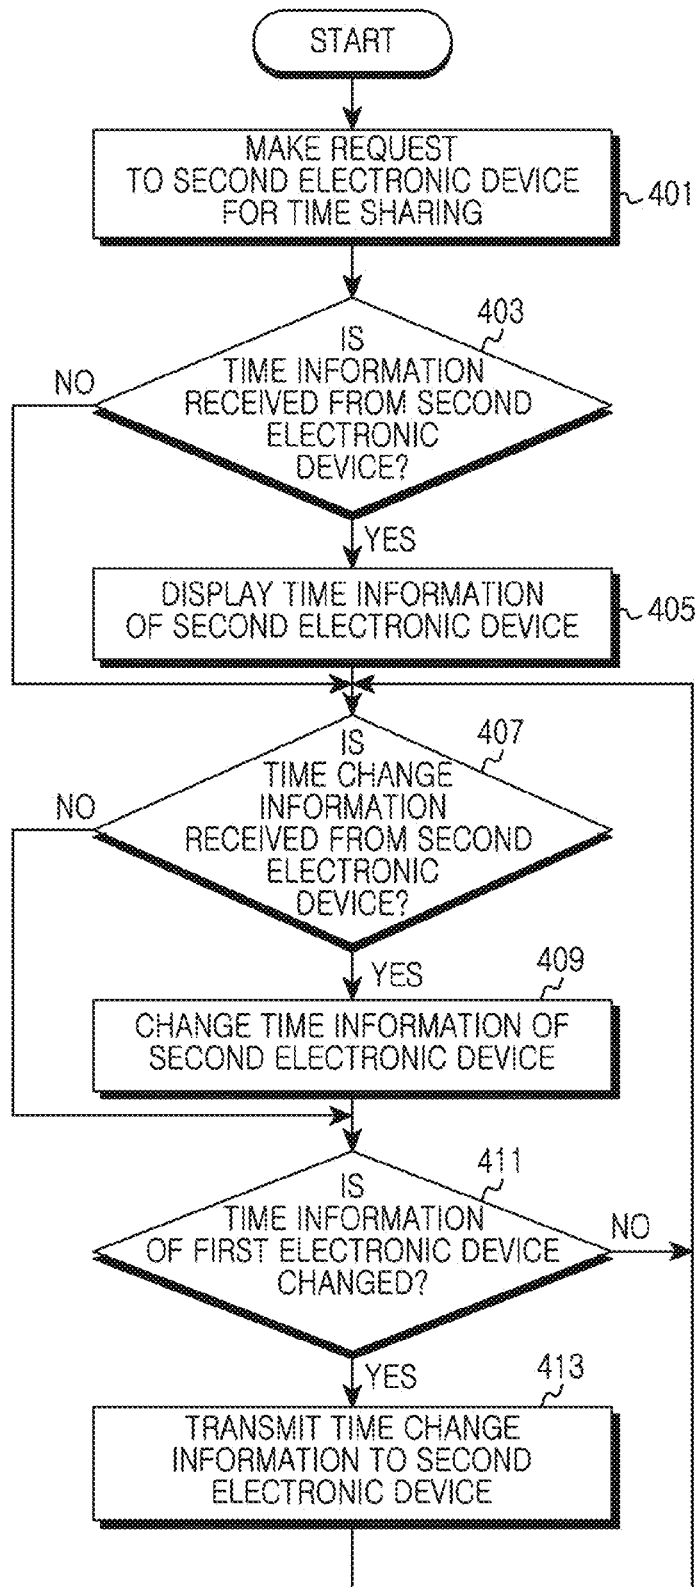 START
MAKE REQUEST
TO SECOND ELECTRONIC DEVICE
FOR TIME SHARING
401
403
IS
TIME INFORMATION
RECEIVED FROM SECOND
ELECTRONIC
DEVICE?
NO
YES
DISPLAY TIME INFORMATION
OF SECOND ELECTRONIC DEVICE
405
407
IS
TIME CHANGE
INFORMATION
RECEIVED FROM SECOND
ELECTRONIC
DEVICE?
NO
YES
409
CHANGE TIME INFORMATION OF
SECOND ELECTRONIC DEVICE
411
IS
TIME INFORMATION
OF FIRST ELECTRONIC DEVICE
CHANGED?
NO
YES
413
TRANSMIT TIME CHANGE
INFORMATION TO SECOND
ELECTRONIC DEVICE